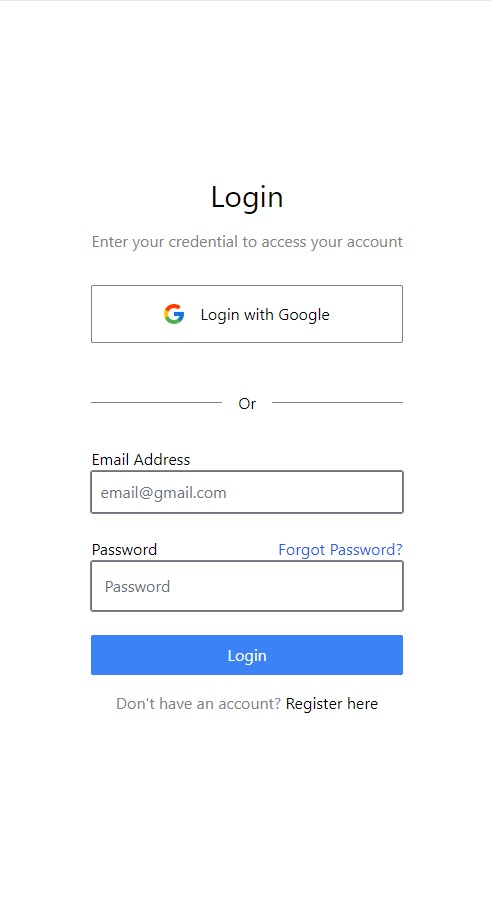 Login
Enter your credential to access your account
Login with Google
Or
Email Address
email@gmail.com
Password Forgot Password?
Password
Login
Don't have an account? Register here